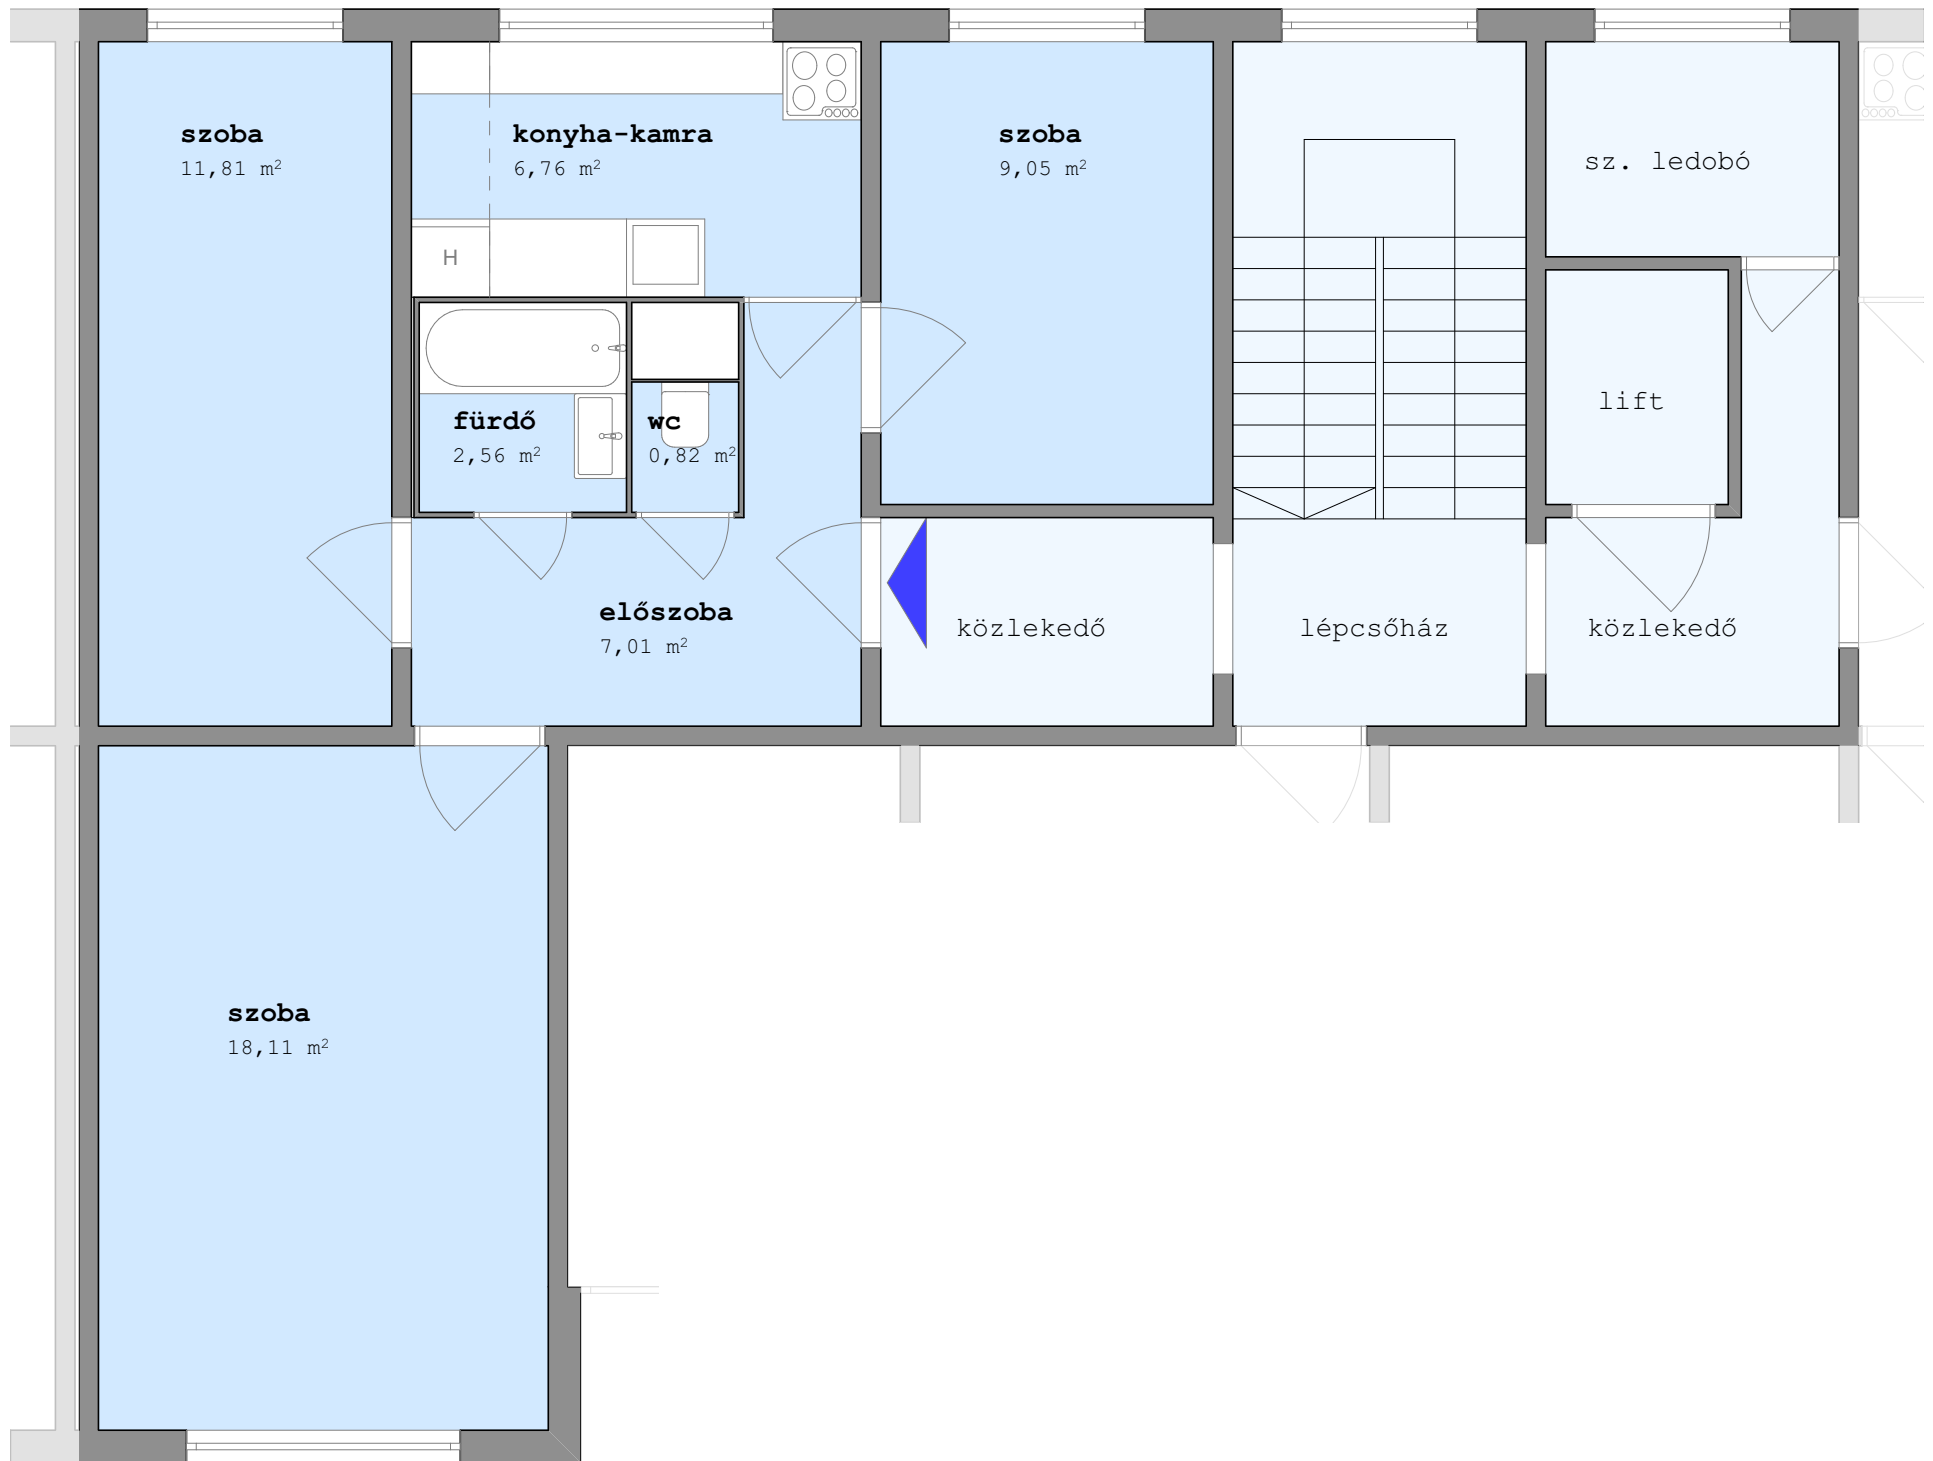 szoba
11,81 m²
konyha-kamra
6,76 m²
szoba
9,05 m²
sz. ledobó
H
lift
fürdő
2,56 m²
wc
0,82 m²
előszoba
7,01 m²
közlekedő
lépcsőház
közlekedő
szoba
18,11 m²